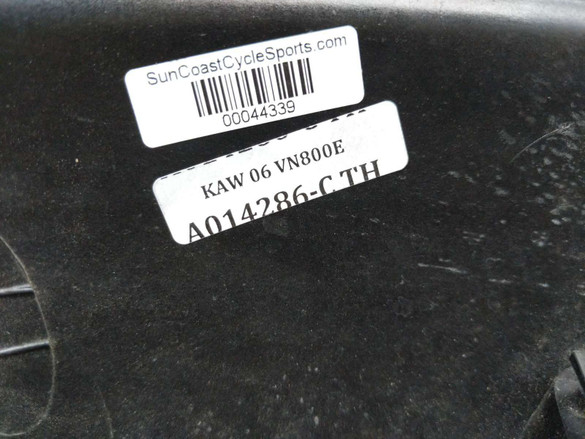 SunCoastCycleSports.com
00044339
KAW 06 VN800E
A014286-C TH